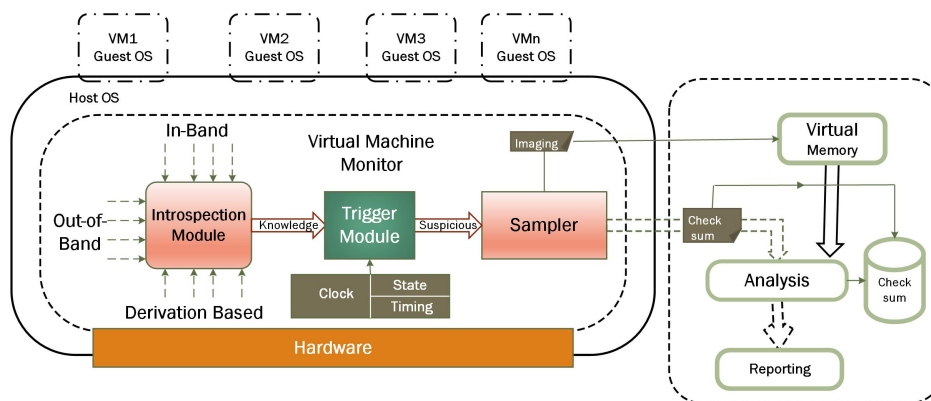 VM1
Guest OS
VM2
Guest OS
VM3
Guest OS
VMn
Guest OS
Host OS
In-Band
Virtual Machine
Monitor
Imaging
Virtual
Memory
Out-of-
Band
Introspection
Module
Knowledge
Trigger
Module
Suspicious
Sampler
Check
sum
Clock
State
Timing
Derivation Based
Analysis
Check
sum
Hardware
Reporting